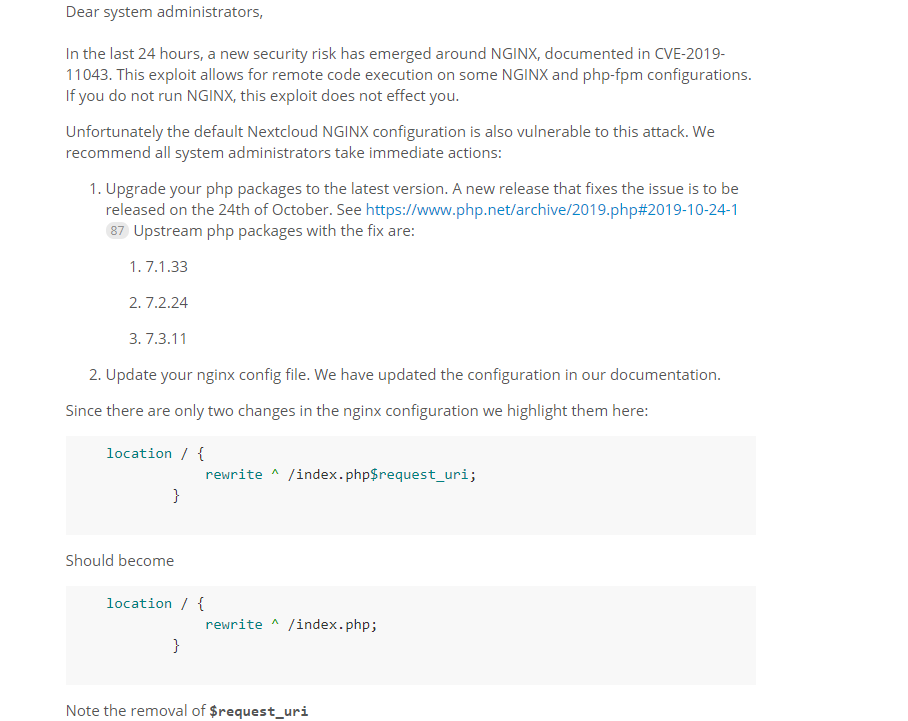 Dear system administrators,
In the last 24 hours, a new security risk has emerged around NGINX, documented in CVE-2019-
11043. This exploit allows for remote code execution on some NGINX and php-fpm configurations.
If you do not run NGINX, this exploit does not effect you.
Unfortunately the default Nextcloud NGINX configuration is also vulnerable to this attack. We
recommend all system administrators take immediate actions:
1. Upgrade your php packages to the latest version. A new release that fixes the issue is to be
released on the 24th of October. See https://www.php.net/archive/2019.php#2019-10-24-1
87 Upstream php packages with the fix are:
1. 7.1.33
2. 7.2.24
3. 7.3.11
2. Update your nginx config file. We have updated the configuration in our documentation.
Since there are only two changes in the nginx configuration we highlight them here:
location / {
rewrite ^ /index.php$request_uri;
}
Should become
location / {
rewrite ^ /index.php;
}
Note the removal of $request_uri